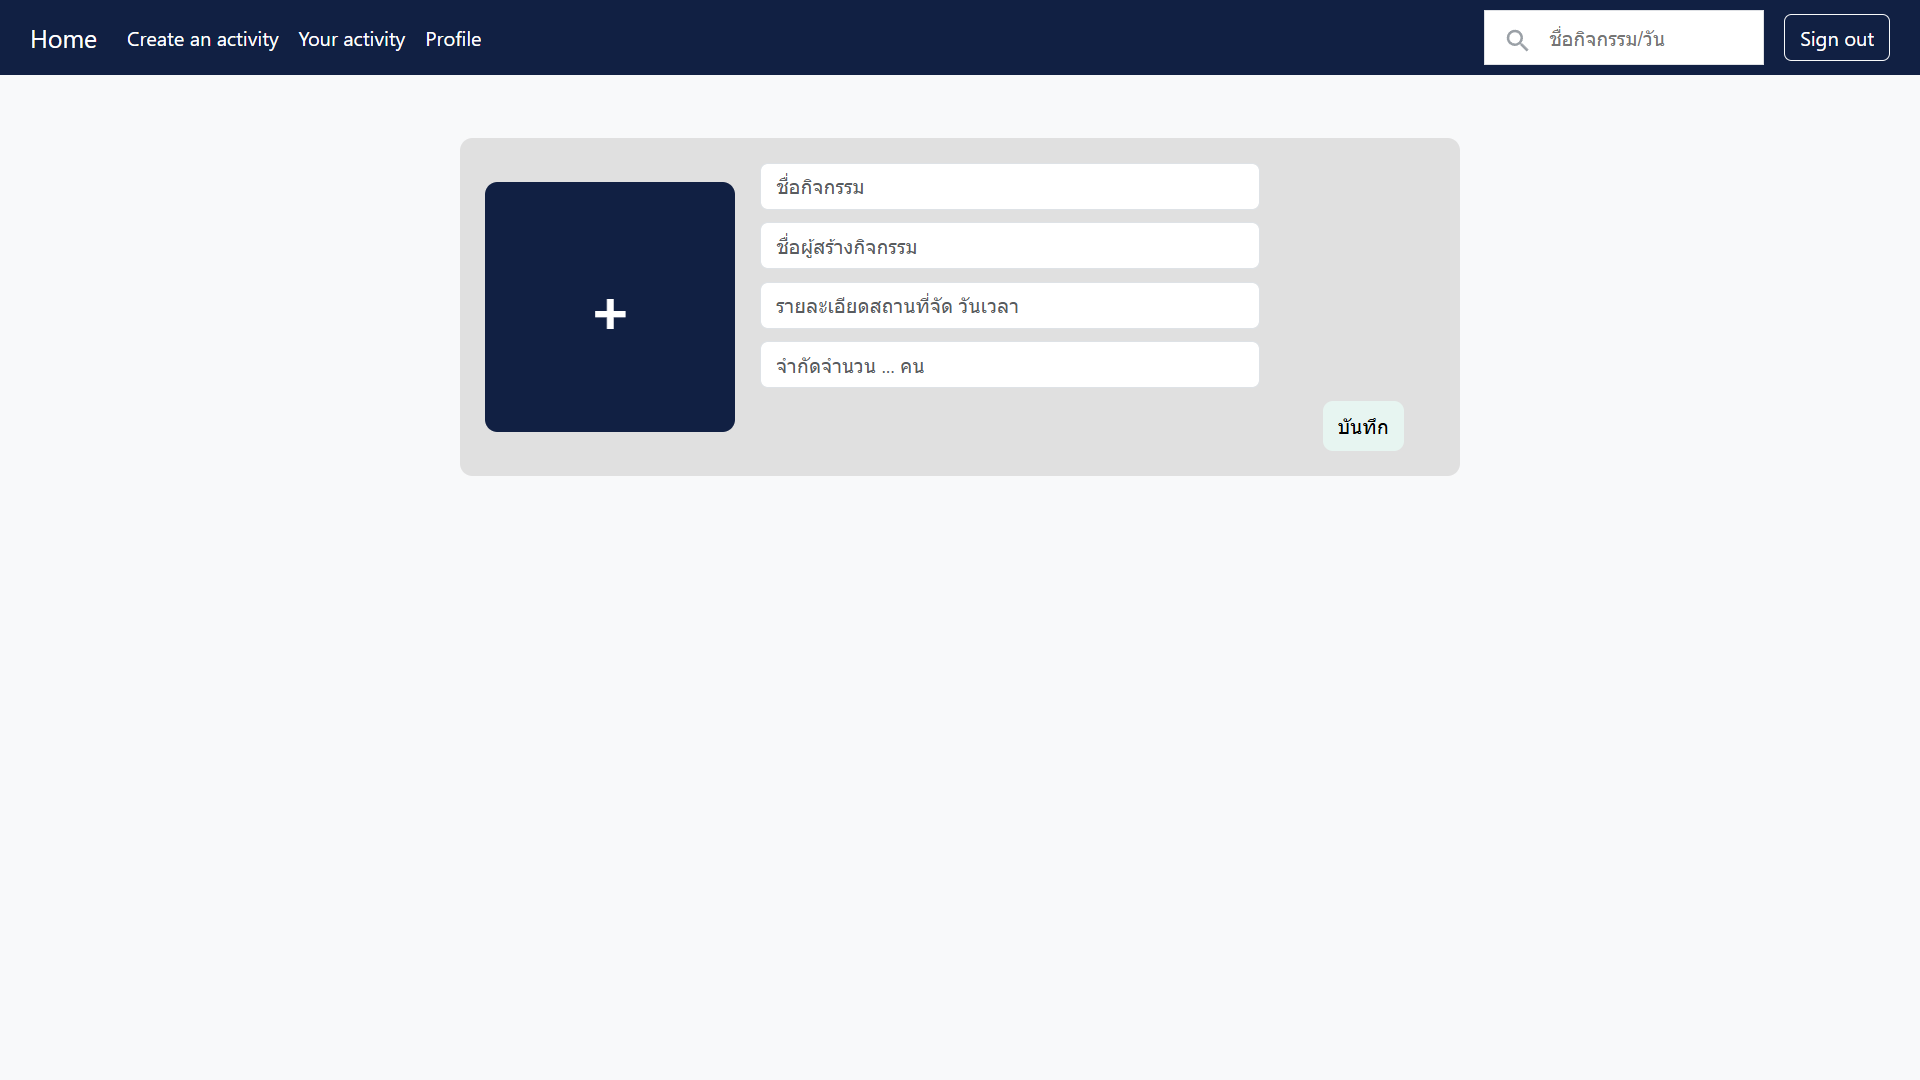 Home Create an activity Your activity Profile ชื่อกิจกรรม/วัน Sign out
ชื่อกิจกรรม
ชื่อผู้สร้างกิจกรรม
+
รายละเอียดสถานที่จัด วันเวลา
จำกัดจำนวน ... คน
บันทึก